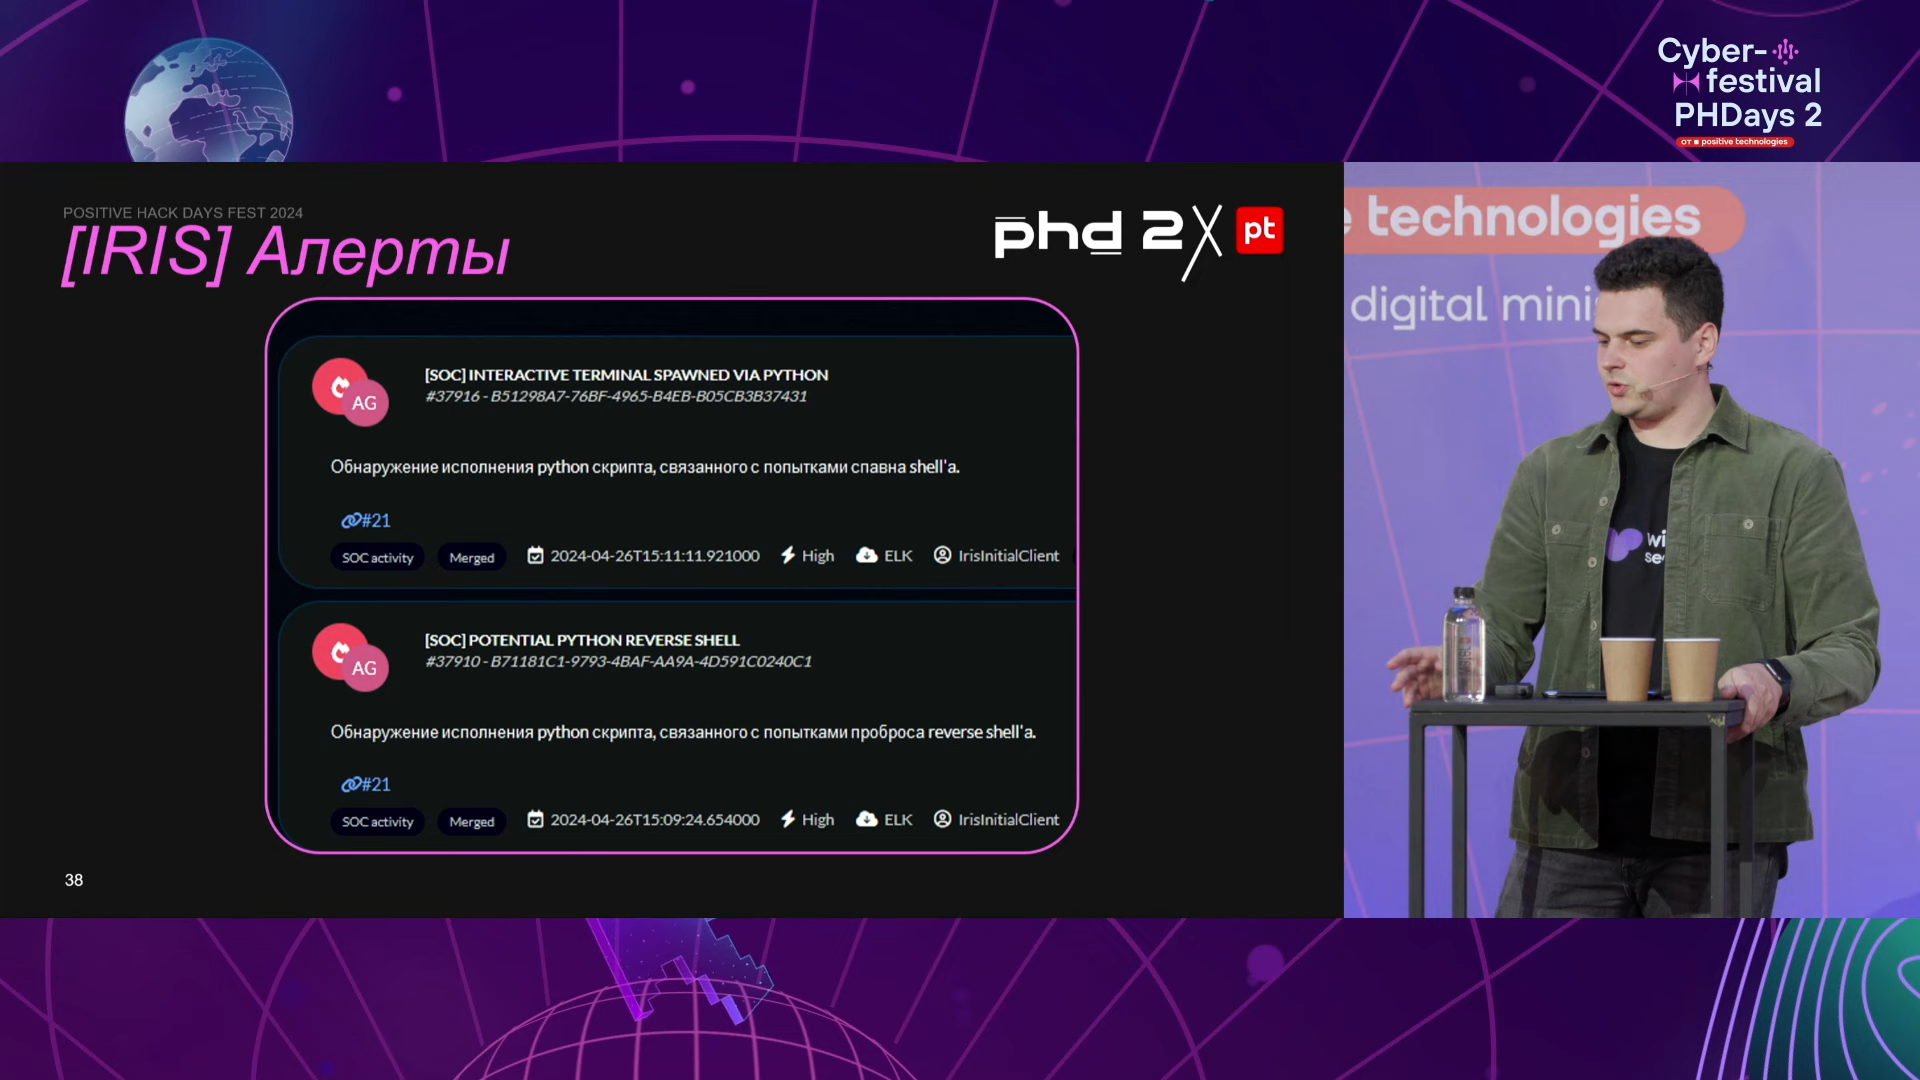 Cyber-
festival
PHDays 2
от positive technologies
POSITIVE HACK DAYS FEST 2024
[IRIS] Алерты
phd 2
pt
[SOC] INTERACTIVE TERMINAL SPAWNED VIA PYTHON
#37916 - B51298A7-76BF-4965-B4EB-B05CB3B37431
AG
Обнаружение исполнения python скрипта, связанного с попытками спавна shell'а.
#21
SOC activity Merged 2024-04-26T15:11:11.921000 High ELK IrisInitialClient
[SOC] POTENTIAL PYTHON REVERSE SHELL
#37910 - B71181C1-9793-4BAF-AA9A-4D591C0240C1
AG
Обнаружение исполнения python скрипта, связанного с попытками проброса reverse shell'а.
#21
SOC activity Merged 2024-04-26T15:09:24.654000 High ELK IrisInitialClient
38
e technologies
digital mini
wi
se